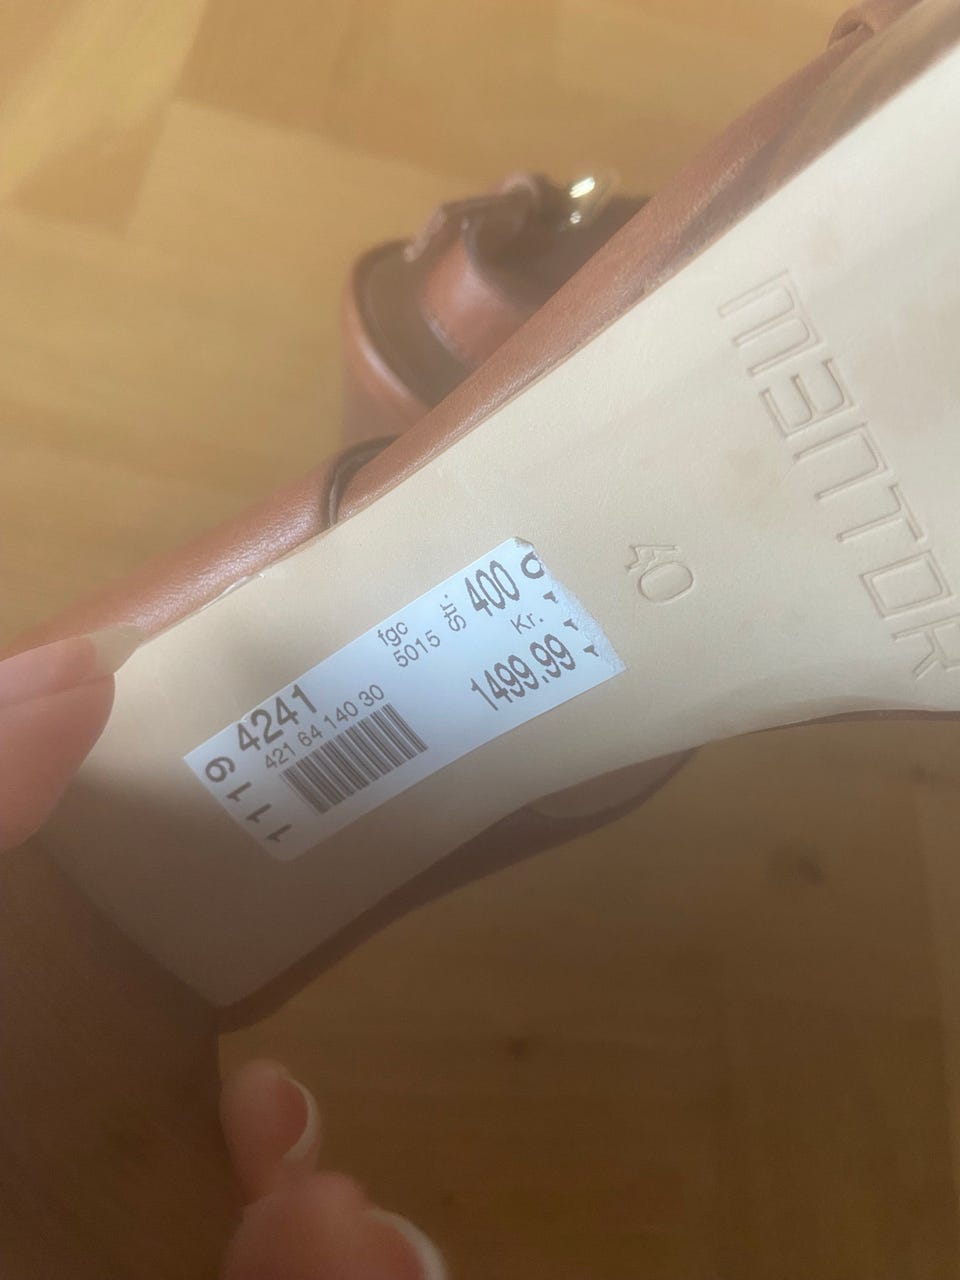 MENTOR
40
fgc
5015 Str. 400
Kr.
1499,99
4241
421 64 140 30
1119